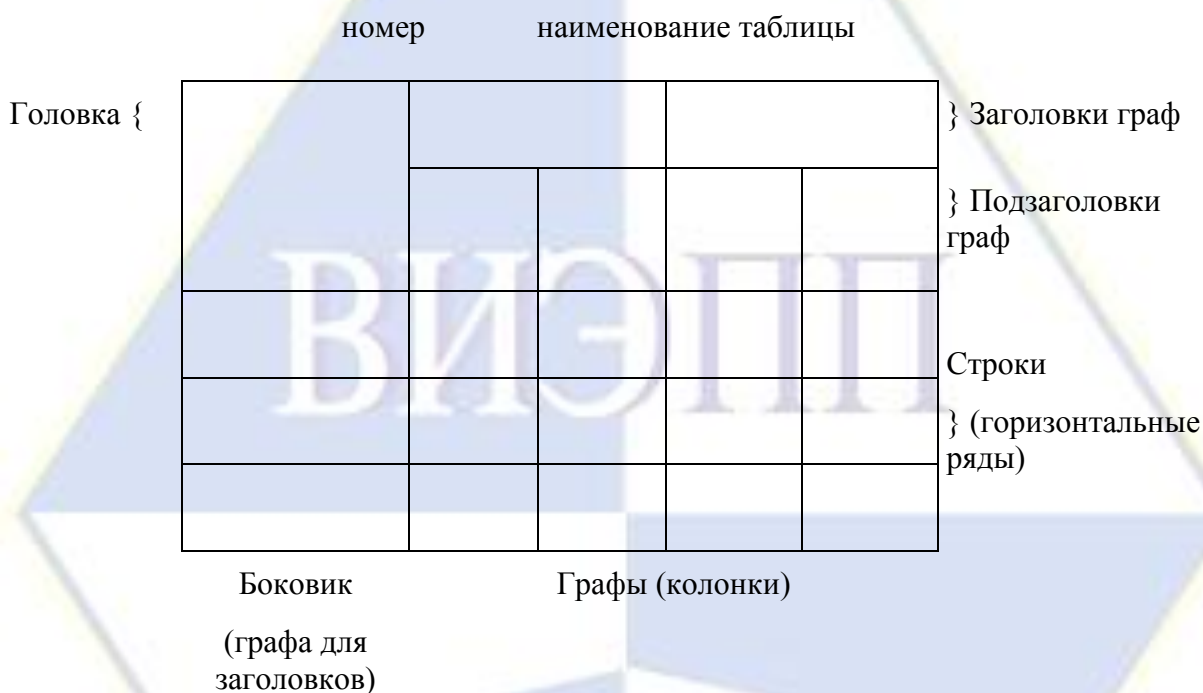 номер наименование таблицы
Головка {
} Заголовки граф
} Подзаголовки
граф
ВИЭПП
Строки
} (горизонтальные
ряды)
Боковик
Графы (колонки)
(графа для
заголовков)